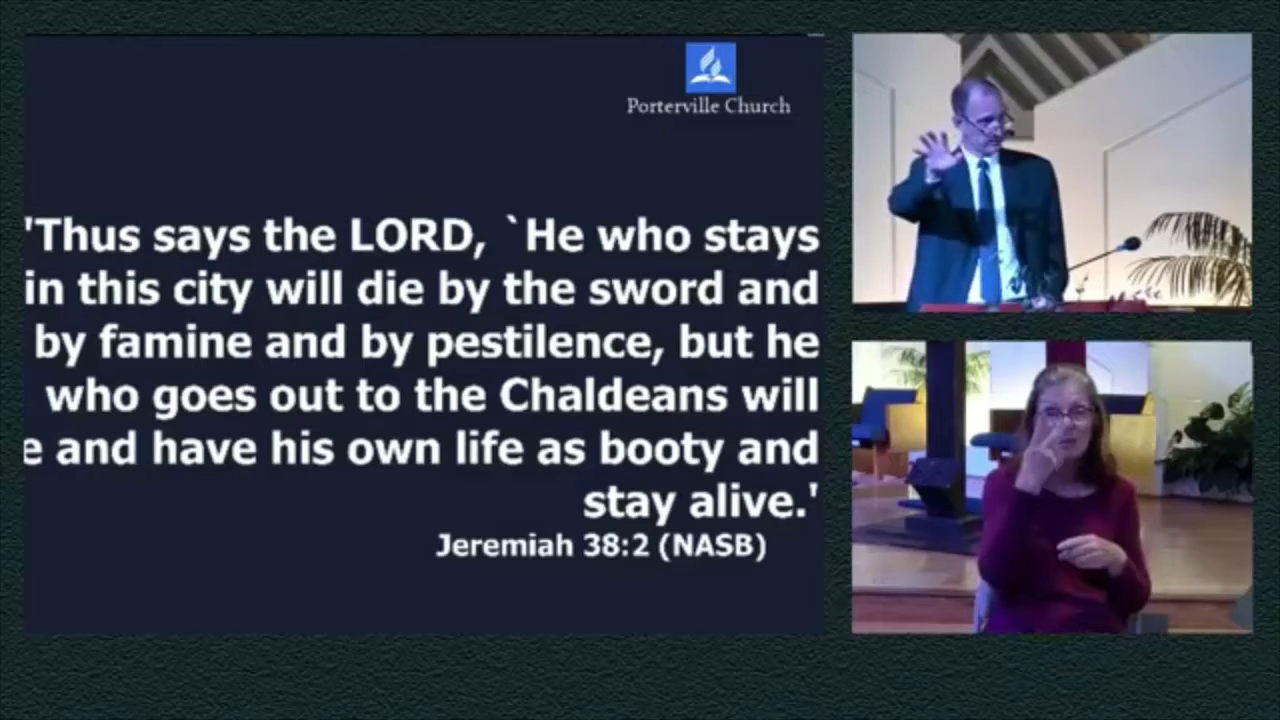 Porterville Church
'Thus says the LORD, `He who stays
in this city will die by the sword and
by famine and by pestilence, but he
who goes out to the Chaldeans will
e and have his own life as booty and
stay alive.'
Jeremiah 38:2 (NASB)